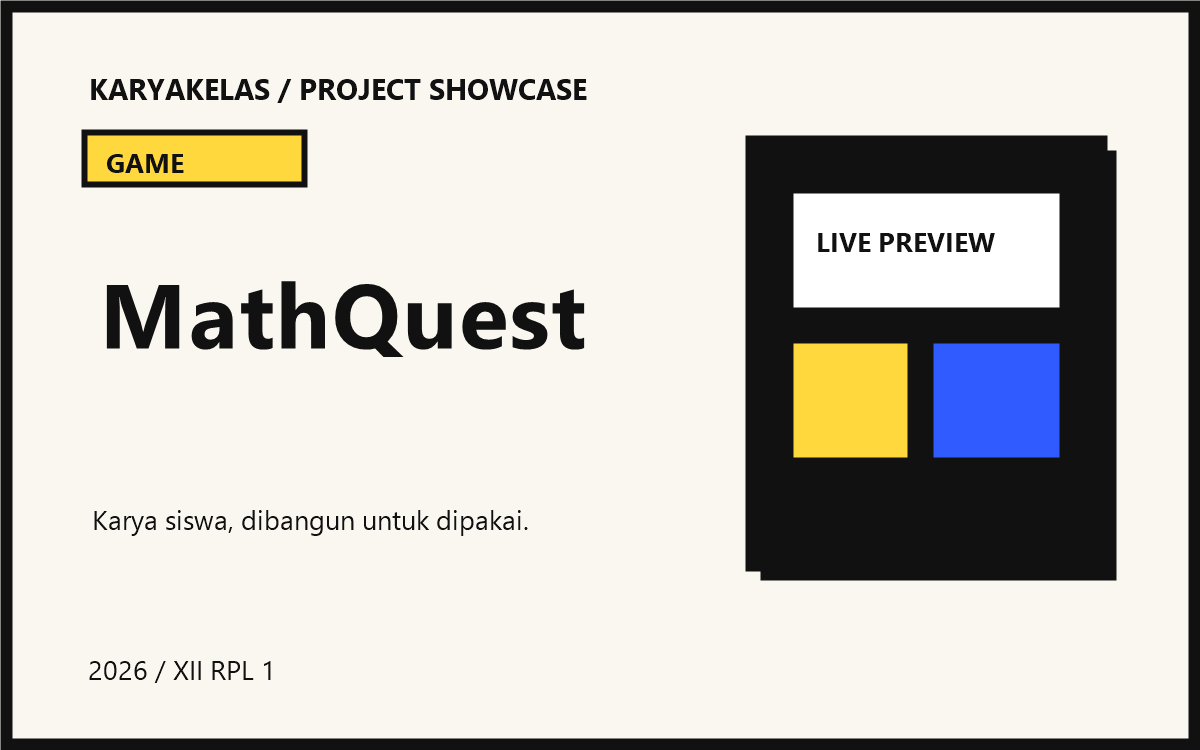 KARYAKELAS / PROJECT SHOWCASE
GAME
MathQuest
LIVE PREVIEW
Karya siswa, dibangun untuk dipakai.
2026 / XII RPL 1